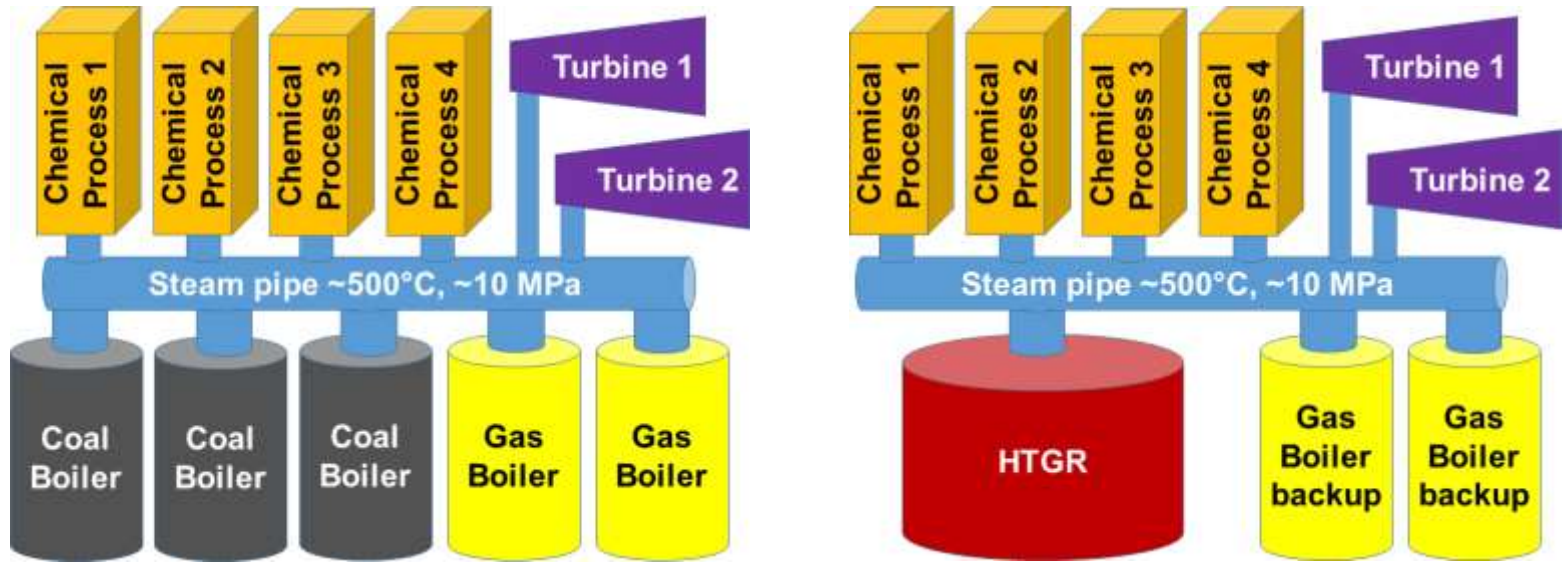 Chemical
Process 1
Chemical
Process 2
Chemical
Process 3
Chemical
Process 4
Turbine 1
Turbine 2
Steam pipe ~500°C, ~10 MPa
Coal
Boiler
Coal
Boiler
Coal
Boiler
Gas
Boiler
Gas
Boiler
Chemical
Process 1
Chemical
Process 2
Chemical
Process 3
Chemical
Process 4
Turbine 1
Turbine 2
Steam pipe ~500°C, ~10 MPa
HTGR
Gas
Boiler
backup
Gas
Boiler
backup